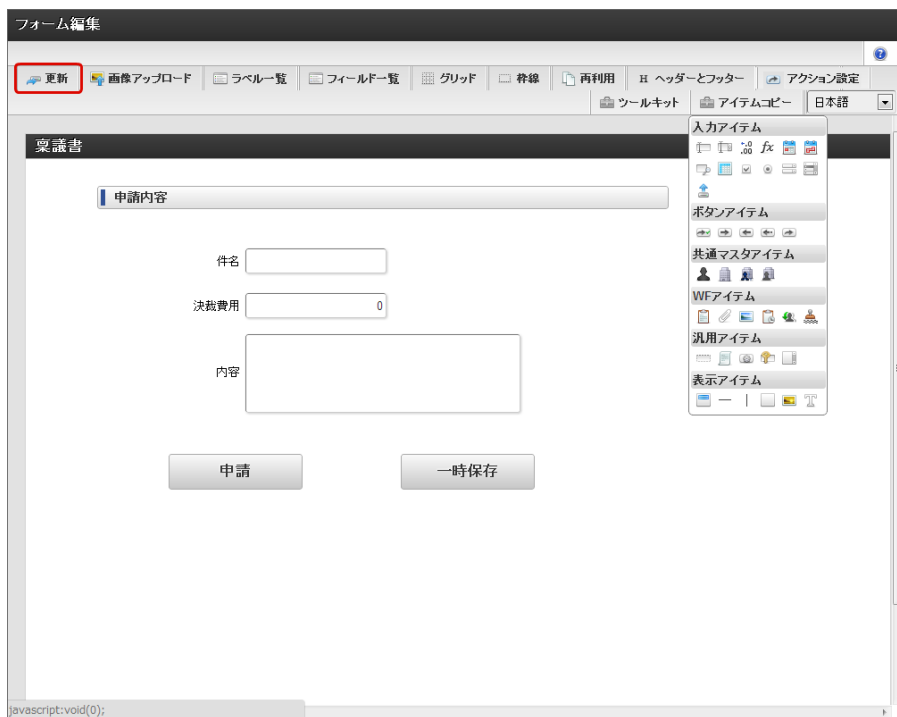 フォーム編集
更新 画像アップロード ラベル一覧 フィールド一覧 グリッド 枠線 再利用 H ヘッダーとフッター アクション設定
ツールキット アイテムコピー 日本語
入力アイテム
稟議書
申請内容
ボタンアイテム
共通マスタアイテム
件名
WFアイテム
決裁費用 0
汎用アイテム
内容
表示アイテム
申請 一時保存
javascript:void(0);